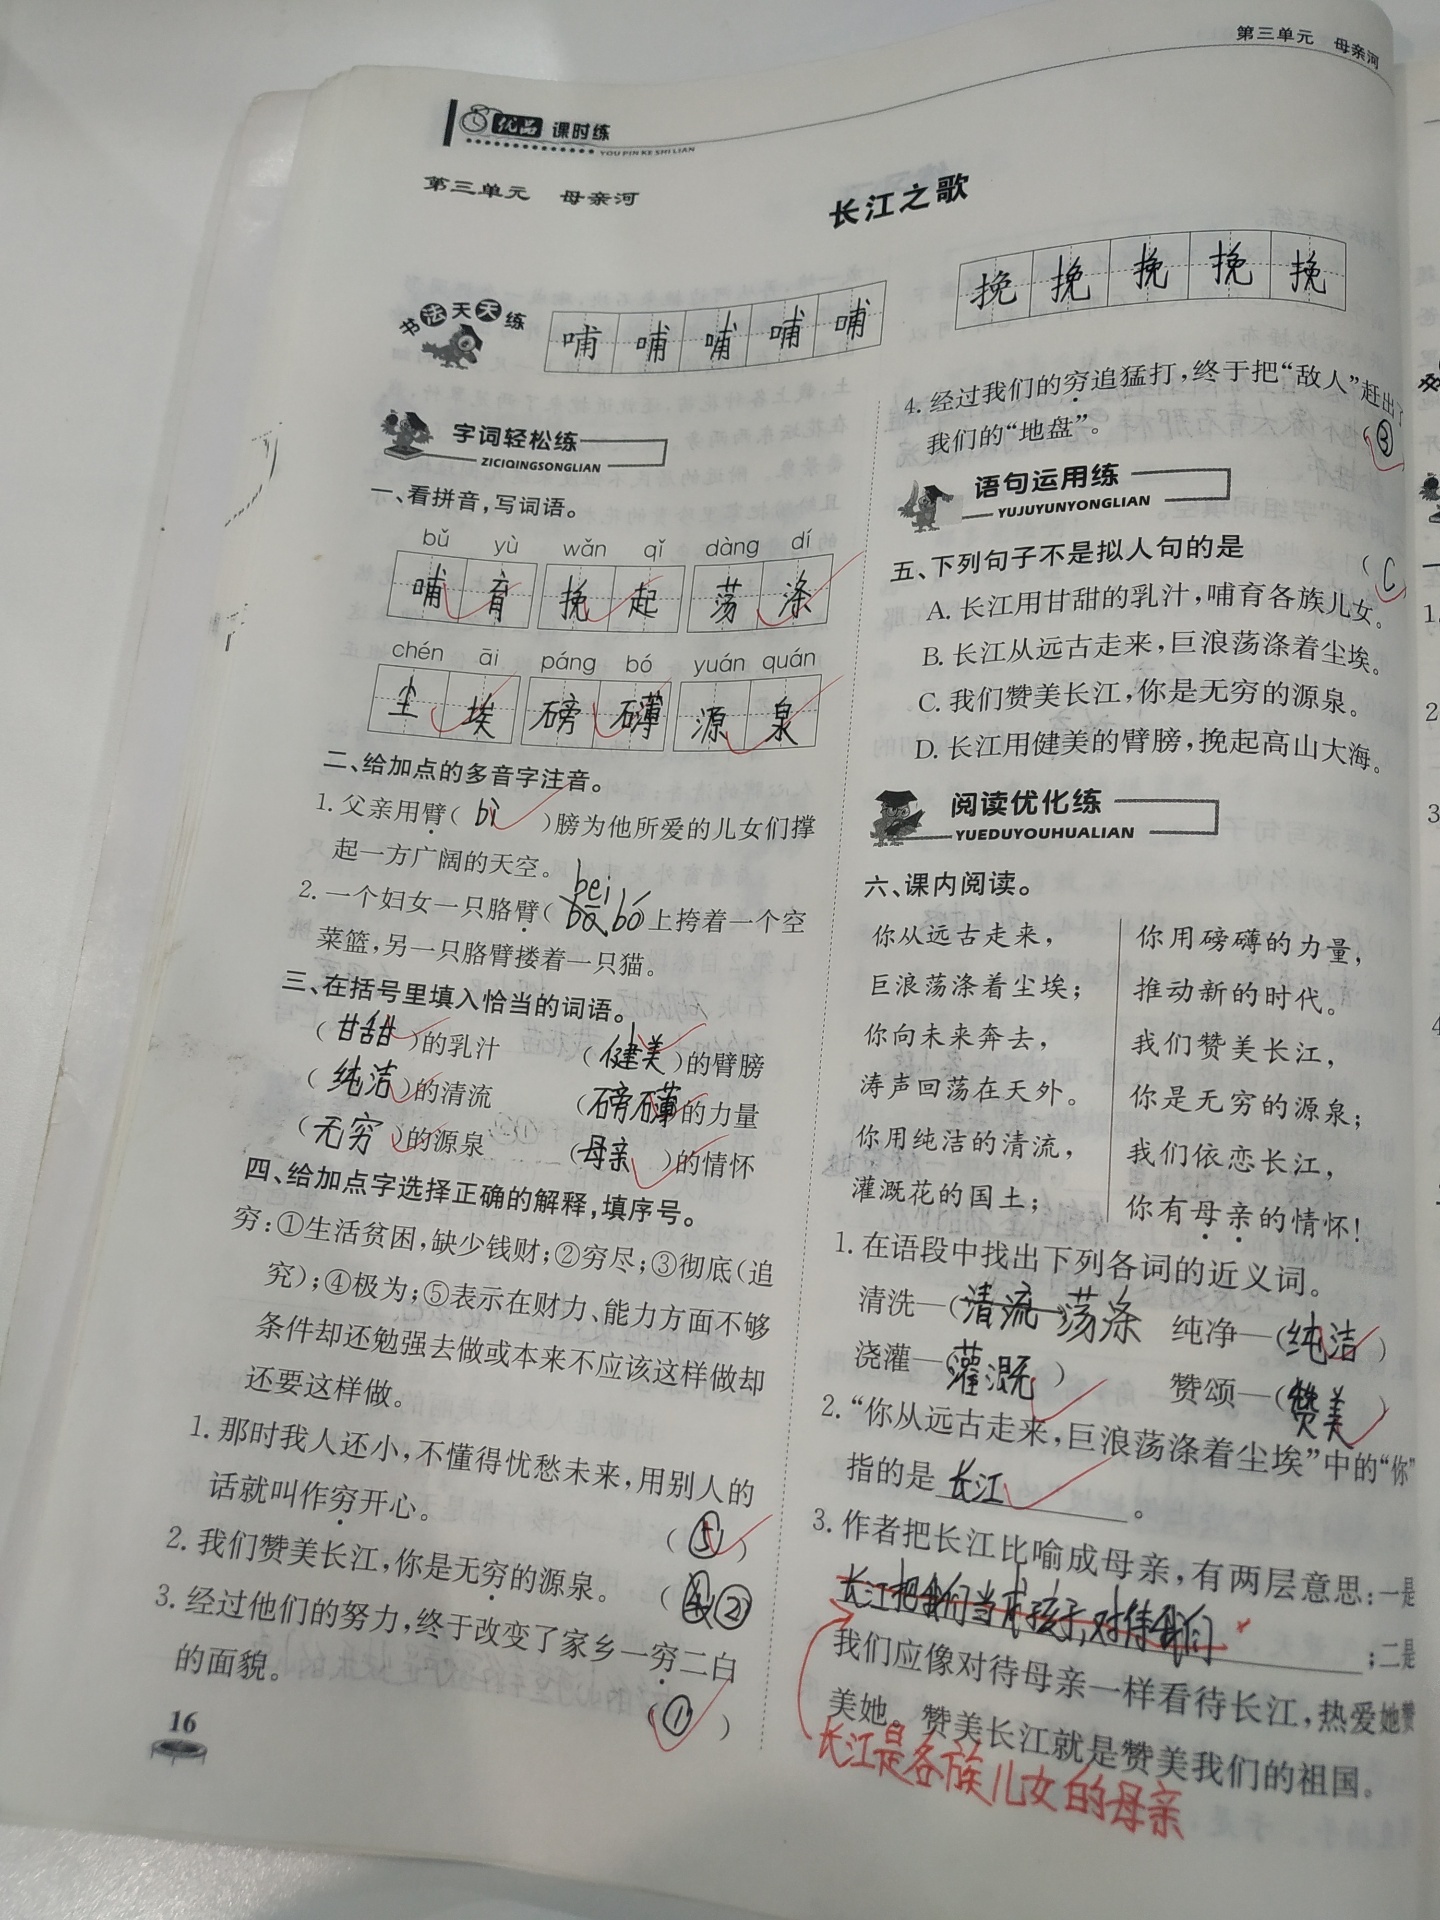 第三单元　母亲河
优品 课时练
YOU PIN KE SHI LIAN
第三单元　母亲河
长江之歌
书法天天练
哺 哺 哺 哺 哺
挽 挽 挽 挽 挽
字词轻松练
ZICIQINGSONGLIAN
一、看拼音，写词语。
bǔ yù wǎn qǐ dàng dí
哺 育 挽 起 荡 涤
chén āi páng bó yuán quán
尘 埃 磅 礴 源 泉
二、给加点的多音字注音。
1. 父亲用臂( bì )膀为他所爱的儿女们撑
起一方广阔的天空。
bei
2. 一个妇女一只胳臂( bó 上挎着一个空
菜篮，另一只胳臂搂着一只猫。
三、在括号里填入恰当的词语。
(甘甜)的乳汁 (健美)的臂膀
(纯洁)的清流 (磅礴的力量
(无穷)的源泉 (母亲)的情怀
四、给加点字选择正确的解释，填序号。
穷：①生活贫困，缺少钱财；②穷尽；③彻底(追
究)；④极为；⑤表示在财力、能力方面不够
条件却还勉强去做或本来不应该这样做却
还要这样做。
1. 那时我人还小，不懂得忧愁未来，用别人的
话就叫作穷开心。
(⑤)
2. 我们赞美长江，你是无穷的源泉。 (②
3. 经过他们的努力，终于改变了家乡一穷二白
的面貌。
(①)
16
4. 经过我们的穷追猛打，终于把“敌人”赶出了
我们的“地盘”。
(③
语句运用练
YUJUYUNYONGLIAN
五、下列句子不是拟人句的是 (C
A. 长江用甘甜的乳汁，哺育各族儿女。
B. 长江从远古走来，巨浪荡涤着尘埃。
C. 我们赞美长江，你是无穷的源泉。
D. 长江用健美的臂膀，挽起高山大海。
阅读优化练
YUEDUYOUHUALIAN
六、课内阅读。
你从远古走来，
巨浪荡涤着尘埃；
你向未来奔去，
涛声回荡在天外。
你用纯洁的清流，
灌溉花的国土；
你用磅礴的力量，
推动新的时代。
我们赞美长江，
你是无穷的源泉；
我们依恋长江，
你有母亲的情怀！
1. 在语段中找出下列各词的近义词。
清洗—(清流 荡涤 纯净—(纯洁)
浇灌—(灌溉) 赞颂—(赞美)
2. “你从远古走来，巨浪荡涤着尘埃”中的“你”
指的是 长江 。
3. 作者把长江比喻成母亲，有两层意思：一是
长江把我们当成孩子，对待我们 ；二是
我们应像对待母亲一样看待长江，热爱她赞
美她。赞美长江就是赞美我们的祖国。
长江是各族儿女的母亲